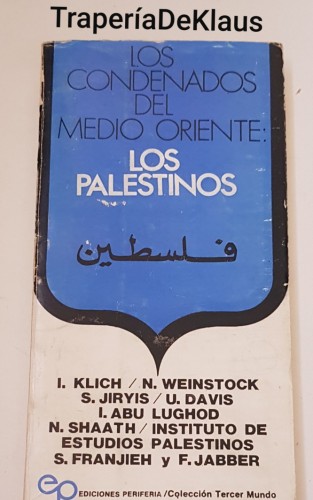 TraperíaDeKlaus
LOS
CONDENADOS
DEL
MEDIO ORIENTE:
LOS
PALESTINOS
فلسطين
I. KLICH / N. WEINSTOCK
S. JIRYIS / U. DAVIS
I. ABU LUGHOD
N. SHAATH / INSTITUTO DE
ESTUDIOS PALESTINOS
S. FRANJIEH y F. JABBER
ep EDICIONES PERIFERIA /Colección Tercer Mundo